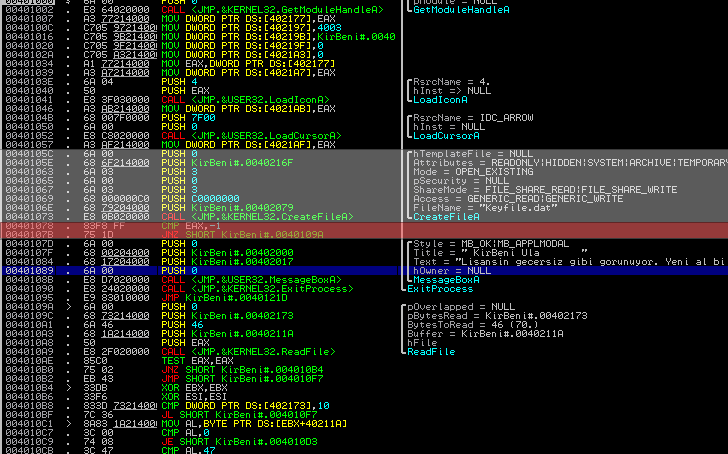 00401000 > $ 6A 00 PUSH 0 pModule = NULL
00401002 . E8 64020000 CALL <JMP.&KERNEL32.GetModuleHandleA> GetModuleHandleA
00401007 . A3 77214000 MOV DWORD PTR DS:[402177],EAX
0040100C . C705 97214000 MOV DWORD PTR DS:[402197],4003
00401016 . C705 9B214000 MOV DWORD PTR DS:[40219B],KirBeni#.0040
00401020 . C705 9F214000 MOV DWORD PTR DS:[40219F],0
0040102A . C705 A3214000 MOV DWORD PTR DS:[4021A3],0
00401034 . A1 77214000 MOV EAX,DWORD PTR DS:[402177]
00401039 . A3 A7214000 MOV DWORD PTR DS:[4021A7],EAX
0040103E . 6A 04 PUSH 4 RsrcName = 4.
00401040 . 50 PUSH EAX hInst => NULL
00401041 . E8 3F030000 CALL <JMP.&USER32.LoadIconA> LoadIconA
00401046 . A3 AB214000 MOV DWORD PTR DS:[4021AB],EAX
0040104B . 68 007F0000 PUSH 7F00 RsrcName = IDC_ARROW
00401050 . 6A 00 PUSH 0 hInst = NULL
00401052 . E8 C8020000 CALL <JMP.&USER32.LoadCursorA> LoadCursorA
00401057 . A3 AF214000 MOV DWORD PTR DS:[4021AF],EAX
0040105C . 6A 00 PUSH 0 hTemplateFile = NULL
0040105E . 68 6F214000 PUSH KirBeni#.0040216F Attributes = READONLY|HIDDEN|SYSTEM|ARCHIVE|TEMPORARY
00401063 . 6A 03 PUSH 3 Mode = OPEN_EXISTING
00401065 . 6A 00 PUSH 0 pSecurity = NULL
00401067 . 6A 03 PUSH 3 ShareMode = FILE_SHARE_READ|FILE_SHARE_WRITE
00401069 . 68 000000C0 PUSH C0000000 Access = GENERIC_READ|GENERIC_WRITE
0040106E . 68 79204000 PUSH KirBeni#.00402079 FileName = "Keyfile.dat"
00401073 . E8 0B020000 CALL <JMP.&KERNEL32.CreateFileA> CreateFileA
00401078 . 83F8 FF CMP EAX,-1
0040107B . 75 1D JNZ SHORT KirBeni#.0040109A
0040107D . 6A 00 PUSH 0 Style = MB_OK|MB_APPLMODAL
0040107F . 68 00204000 PUSH KirBeni#.00402000 Title = " KirBeni Ula "
00401084 . 68 17204000 PUSH KirBeni#.00402017 Text = "Lisansin gecersiz gibi gorunuyor. Yeni al bi
00401089 . 6A 00 PUSH 0 hOwner = NULL
0040108B . E8 D7020000 CALL <JMP.&USER32.MessageBoxA> MessageBoxA
00401090 . E8 24020000 CALL <JMP.&KERNEL32.ExitProcess> ExitProcess
00401095 . E9 83010000 JMP KirBeni#.0040121D
0040109A > 6A 00 PUSH 0 pOverlapped = NULL
0040109C . 68 73214000 PUSH KirBeni#.00402173 pBytesRead = KirBeni#.00402173
004010A1 . 6A 46 PUSH 46 BytesToRead = 46 (70.)
004010A3 . 68 1A214000 PUSH KirBeni#.0040211A Buffer = KirBeni#.0040211A
004010A8 . 50 PUSH EAX hFile
004010A9 . E8 2F020000 CALL <JMP.&KERNEL32.ReadFile> ReadFile
004010AE . 85C0 TEST EAX,EAX
004010B0 . 75 02 JNZ SHORT KirBeni#.004010B4
004010B2 . EB 43 JMP SHORT KirBeni#.004010F7
004010B4 > 33DB XOR EBX,EBX
004010B6 . 33F6 XOR ESI,ESI
004010B8 . 833D 73214000 CMP DWORD PTR DS:[402173],10
004010BF . 7C 36 JL SHORT KirBeni#.004010F7
004010C1 > 8A83 1A214000 MOV AL,BYTE PTR DS:[EBX+40211A]
004010C7 . 3C 00 CMP AL,0
004010C9 . 74 08 JE SHORT KirBeni#.004010D3
004010CB . 3C 47 CMP AL,47